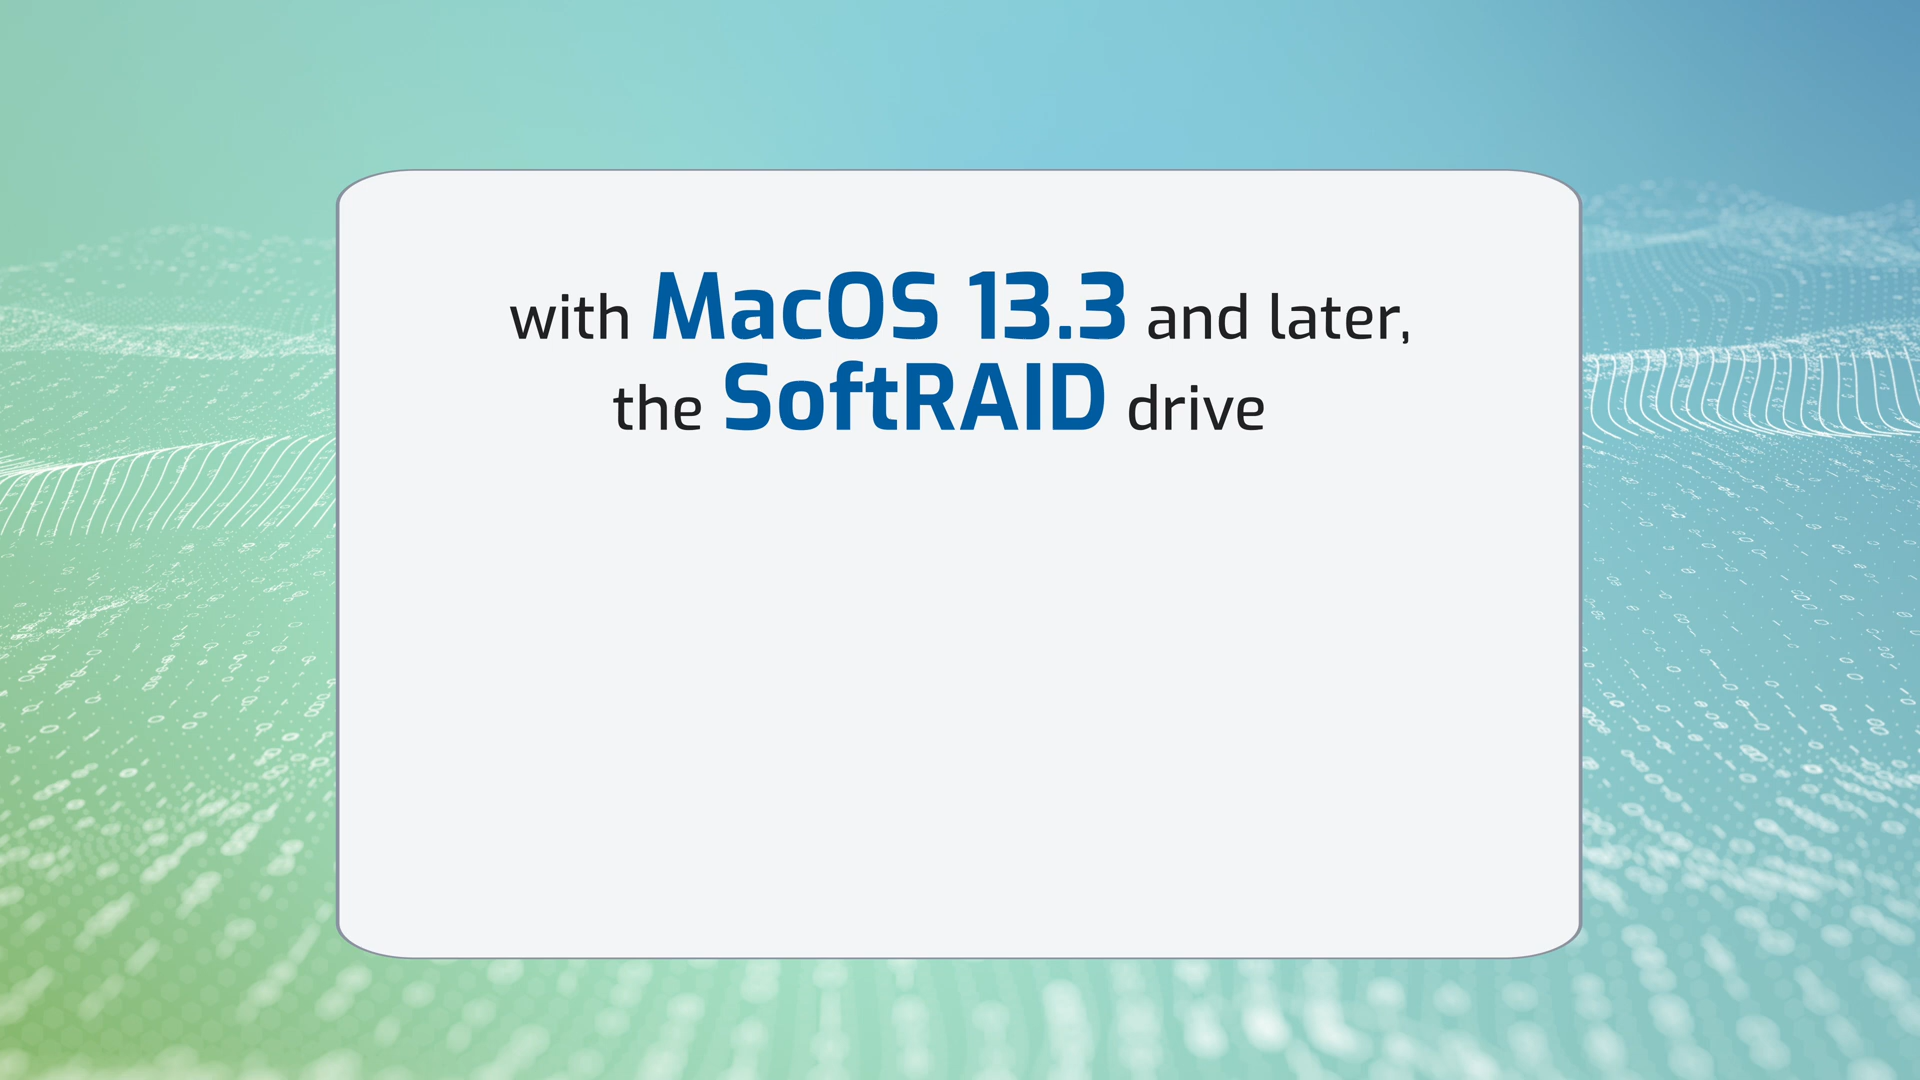 with MacOS 13.3 and later,
the SoftRAID drive